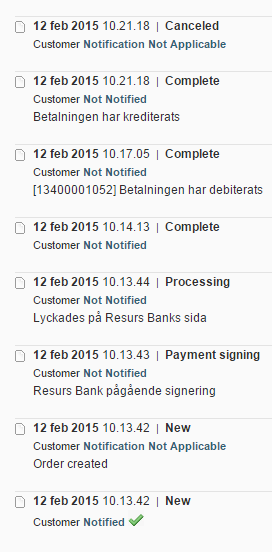 12 feb 2015 10.21.18 | Canceled
Customer Notification Not Applicable
12 feb 2015 10.21.18 | Complete
Customer Not Notified
Betalningen har krediterats
12 feb 2015 10.17.05 | Complete
Customer Not Notified
[13400001052] Betalningen har debiterats
12 feb 2015 10.14.13 | Complete
Customer Not Notified
12 feb 2015 10.13.44 | Processing
Customer Not Notified
Lyckades på Resurs Banks sida
12 feb 2015 10.13.43 | Payment signing
Customer Not Notified
Resurs Bank pågående signering
12 feb 2015 10.13.42 | New
Customer Notification Not Applicable
Order created
12 feb 2015 10.13.42 | New
Customer Notified